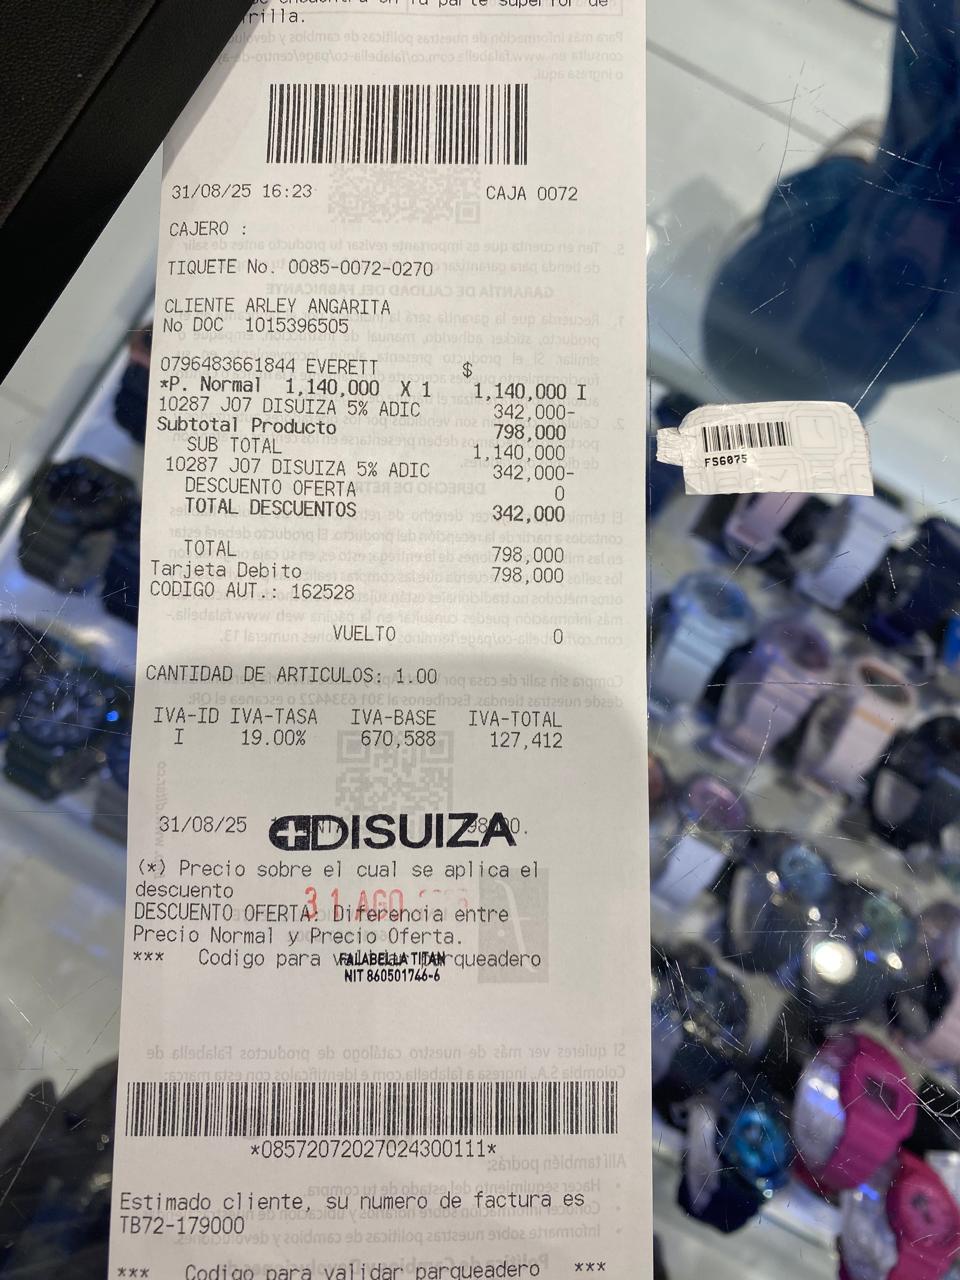 rilla.
31/08/25 16:23 CAJA 0072
CAJERO :
TIQUETE No. 0085-0072-0270
CLIENTE ARLEY ANGARITA
No DOC 1015396505
0796483661844 EVERETT $
*P. Normal 1,140,000 X 1 1,140,000 I
10287 J07 DISUIZA 5% ADIC 342,000-
Subtotal Producto 798,000
SUB TOTAL 1,140,000
10287 J07 DISUIZA 5% ADIC 342,000-
DESCUENTO OFERTA 0
TOTAL DESCUENTOS 342,000
TOTAL 798,000
Tarjeta Debito 798,000
CODIGO AUT.: 162528
VUELTO 0
CANTIDAD DE ARTICULOS: 1.00
IVA-ID IVA-TASA IVA-BASE IVA-TOTAL
I 19.00% 670,588 127,412
31/08/25
DISUIZA
(*) Precio sobre el cual se aplica el
descuento
31 AGO
DESCUENTO OFERTA: Diferencia entre
Precio Normal y Precio Oferta.
*** Codigo para validar parqueadero
FALABELLA TITAN
NIT 860501746-6
*08572072027024300111*
Estimado cliente, su numero de factura es
TB72-179000
*** Codigo para validar parqueadero ***
FS6075